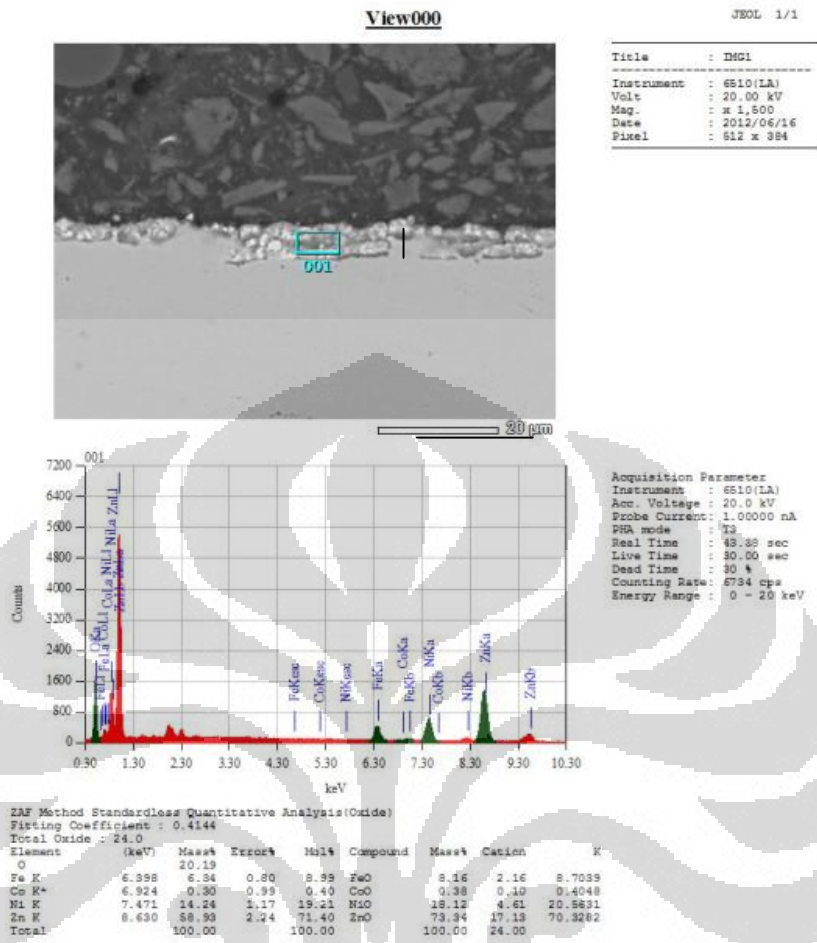 View000
JEOL 1/1
Title : IMG1
Instrument : 6510(LA)
Volt : 20.00 kV
Mag. : x 1,500
Date : 2012/06/16
Pixel : 512 x 384
001
20 µm
001
7200
6400
5600
4800
4000
3200
2400
1600
800
0
Counts
OKa
FeLl
FeLa
CoLl
CoLa
NiLl
NiLa
ZnLl
FeKesc
CoKesc
NiKesc
FeKa
CoKa
FeKb
NiKa
CoKb
NiKb
ZnKa
ZnKb
0.30 1.30 2.30 3.30 4.30 5.30 6.30 7.30 8.30 9.30 10.30
keV
Acquisition Parameter
Instrument : 6510(LA)
Acc. Voltage : 20.0 kV
Probe Current: 1.00000 nA
PHA mode : T3
Real Time : 43.38 sec
Live Time : 30.00 sec
Dead Time : 30 %
Counting Rate: 6734 cps
Energy Range : 0 - 20 keV
ZAF Method Standardless Quantitative Analysis(Oxide)
Fitting Coefficient : 0.4144
Total Oxide : 24.0
Element (keV) Mass% Error% Mol% Compound Mass% Cation K
O 20.19
Fe K 6.398 6.34 0.80 8.99 FeO 8.16 2.16 8.7039
Co K* 6.924 0.30 0.99 0.40 CoO 0.38 0.10 0.4048
Ni K 7.471 14.24 1.17 19.21 NiO 18.12 4.61 20.5631
Zn K 8.630 58.93 2.24 71.40 ZnO 73.34 17.13 70.3282
Total 100.00 100.00 100.00 24.00